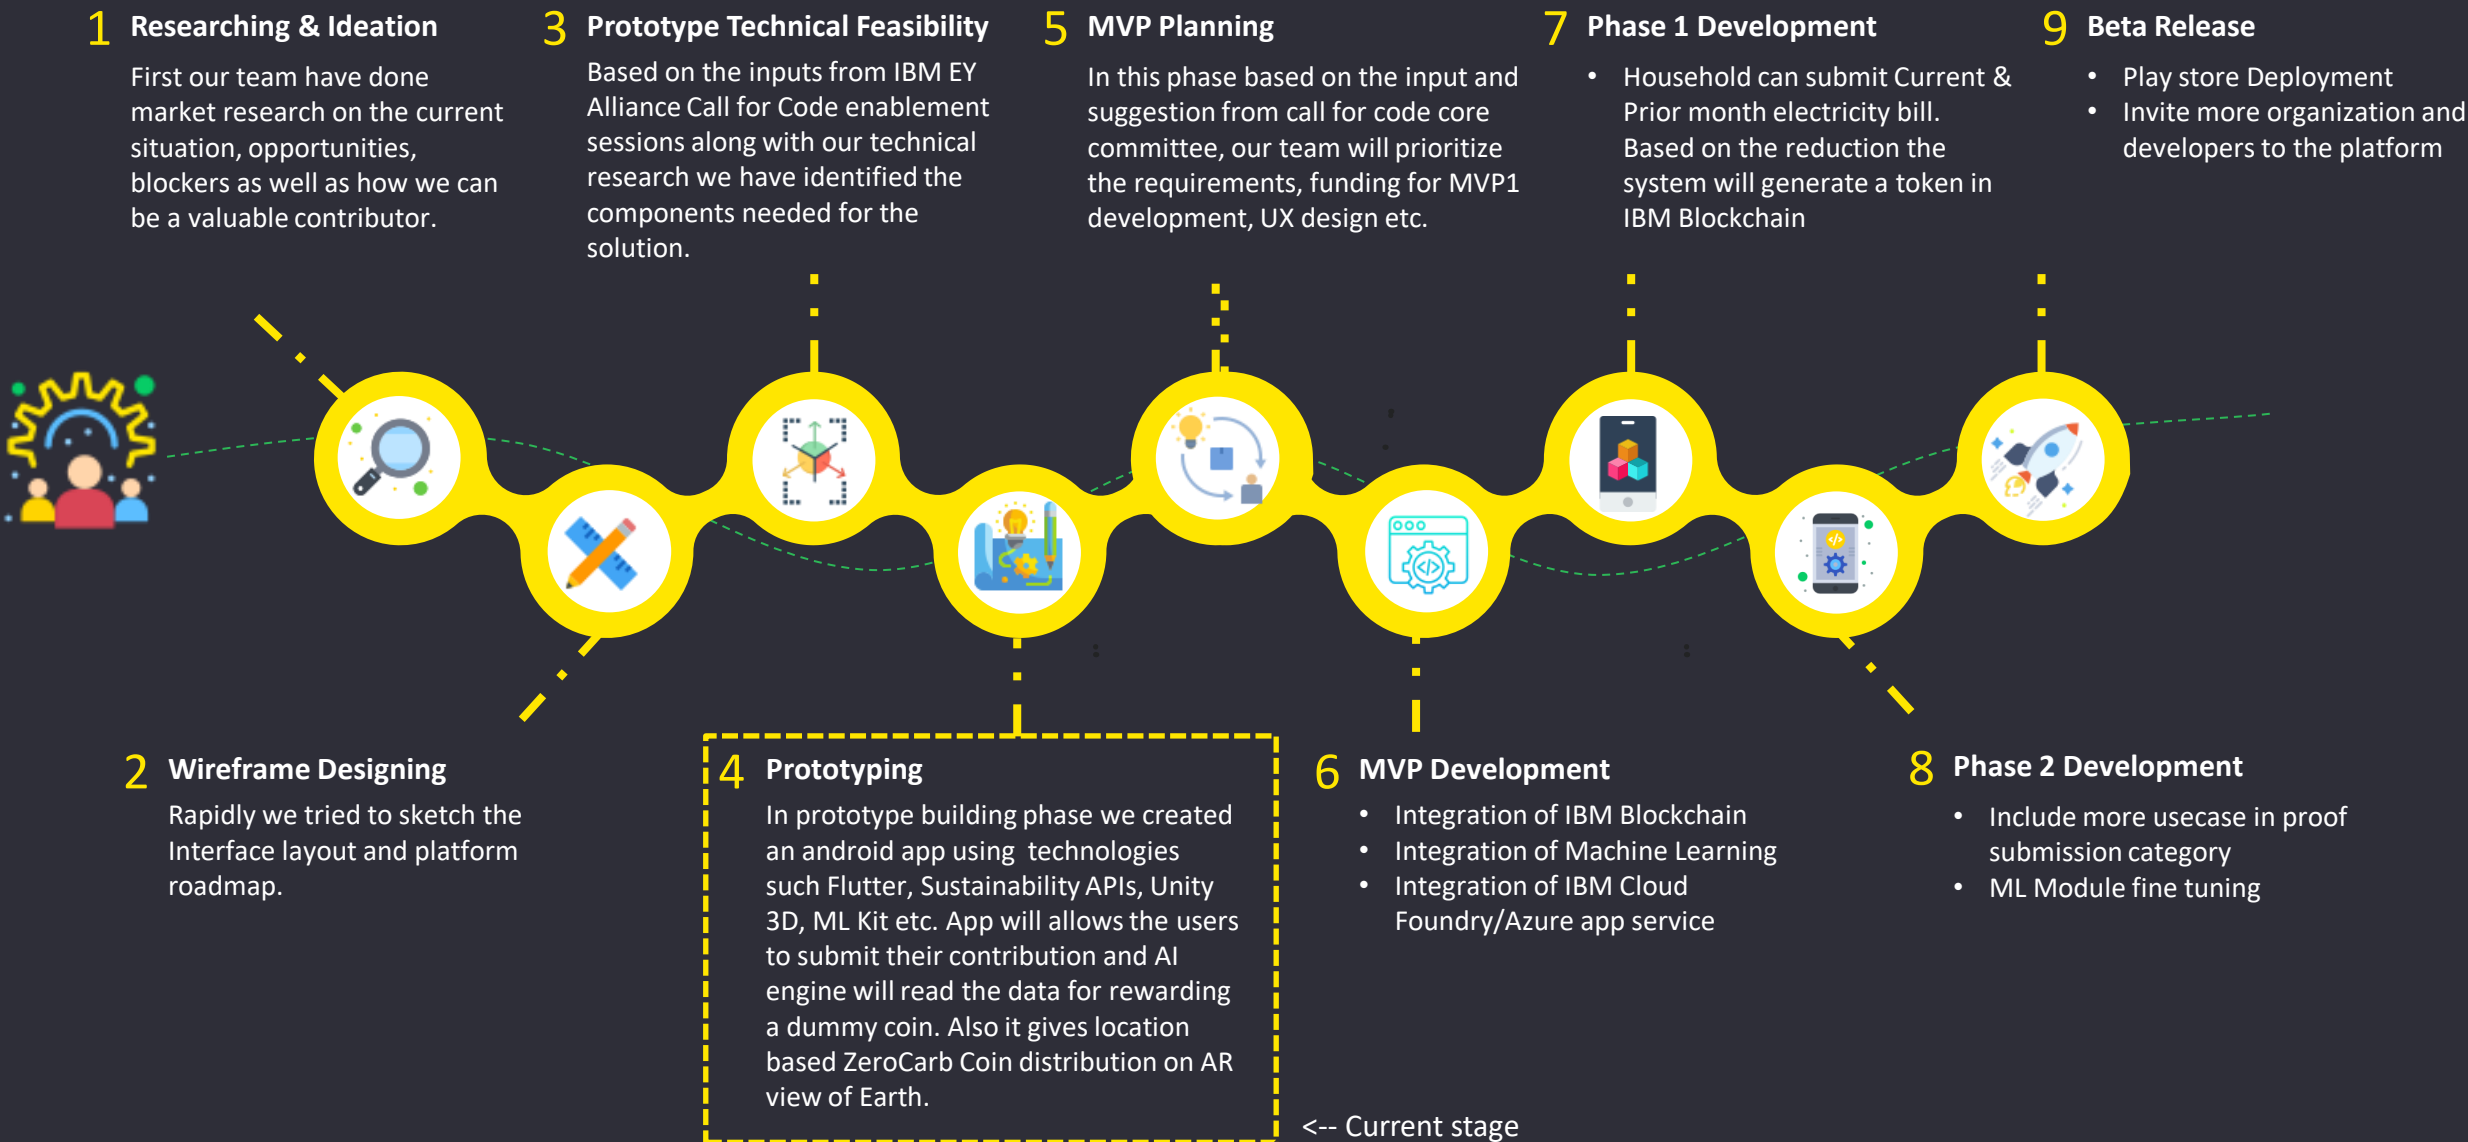 1 Researching & Ideation
First our team have done
market research on the current
situation, opportunities,
blockers as well as how we can
be a valuable contributor.
3 Prototype Technical Feasibility
Based on the inputs from IBM EY
Alliance Call for Code enablement
sessions along with our technical
research we have identified the
components needed for the
solution.
5 MVP Planning
In this phase based on the input and
suggestion from call for code core
committee, our team will prioritize
the requirements, funding for MVP1
development, UX design etc.
7 Phase 1 Development
• Household can submit Current &
Prior month electricity bill.
Based on the reduction the
system will generate a token in
IBM Blockchain
9 Beta Release
• Play store Deployment
• Invite more organization and
developers to the platform
2 Wireframe Designing
Rapidly we tried to sketch the
Interface layout and platform
roadmap.
4 Prototyping
In prototype building phase we created
an android app using technologies
such Flutter, Sustainability APIs, Unity
3D, ML Kit etc. App will allows the users
to submit their contribution and AI
engine will read the data for rewarding
a dummy coin. Also it gives location
based ZeroCarb Coin distribution on AR
view of Earth.
<-- Current stage
6 MVP Development
• Integration of IBM Blockchain
• Integration of Machine Learning
• Integration of IBM Cloud
Foundry/Azure app service
8 Phase 2 Development
• Include more usecase in proof
submission category
• ML Module fine tuning